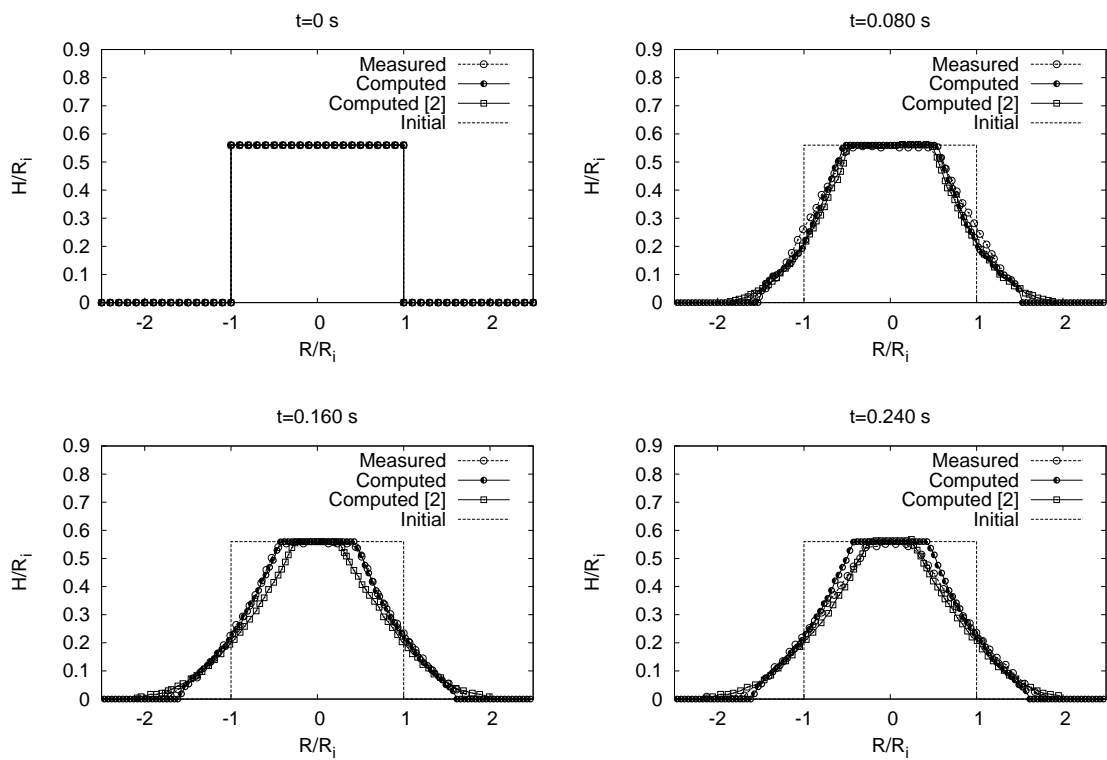 t=0 s
0.9
0.8
0.7
0.6
0.5
0.4
0.3
0.2
0.1
0
H/Ri
Measured
Computed
Computed [2]
Initial
-2 -1 0 1 2
R/Ri
t=0.080 s
0.9
0.8
0.7
0.6
0.5
0.4
0.3
0.2
0.1
0
H/Ri
Measured
Computed
Computed [2]
Initial
-2 -1 0 1 2
R/Ri
t=0.160 s
0.9
0.8
0.7
0.6
0.5
0.4
0.3
0.2
0.1
0
H/Ri
Measured
Computed
Computed [2]
Initial
-2 -1 0 1 2
R/Ri
t=0.240 s
0.9
0.8
0.7
0.6
0.5
0.4
0.3
0.2
0.1
0
H/Ri
Measured
Computed
Computed [2]
Initial
-2 -1 0 1 2
R/Ri